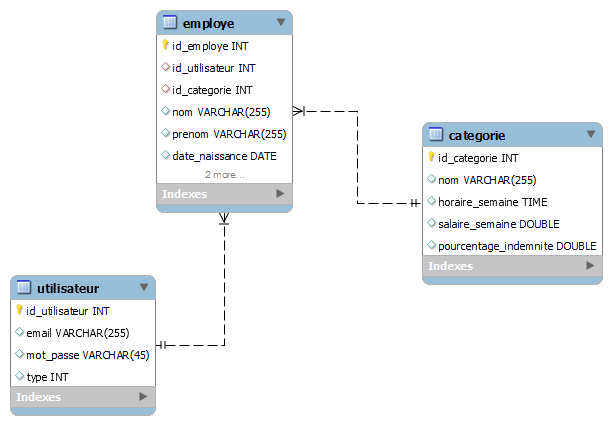 employe
id_employe INT
id_utilisateur INT
id_categorie INT
nom VARCHAR(255)
prenom VARCHAR(255)
date_naissance DATE
2 more...
Indexes
categorie
id_categorie INT
nom VARCHAR(255)
horaire_semaine TIME
salaire_semaine DOUBLE
pourcentage_indemnite DOUBLE
Indexes
utilisateur
id_utilisateur INT
email VARCHAR(255)
mot_passe VARCHAR(45)
type INT
Indexes